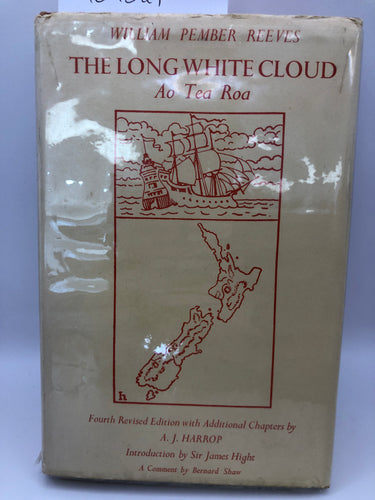 WILLIAM PEMBER REEVES
THE LONG WHITE CLOUD
Ao Tea Roa
h
Fourth Revised Edition with Additional Chapters by
A. J. HARROP
Introduction by Sir James Hight
A Comment by Bernard Shaw